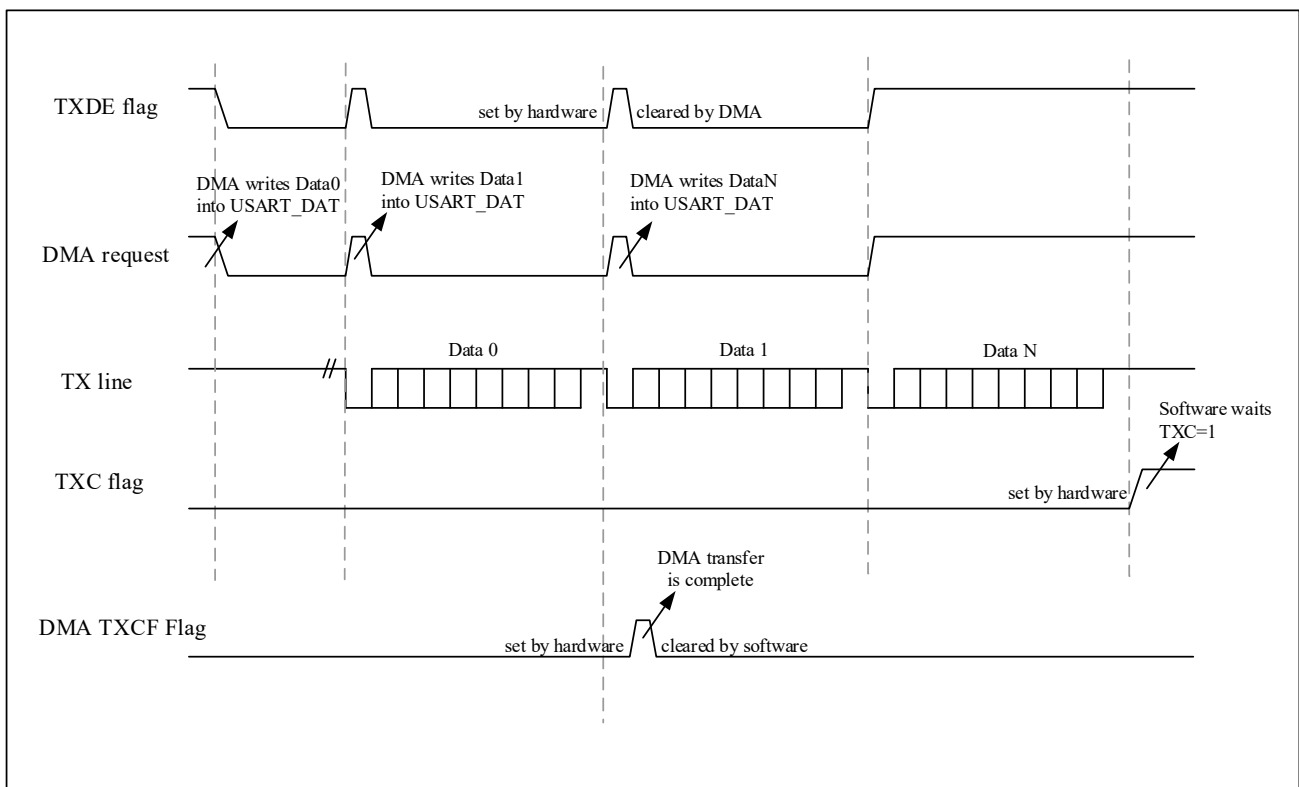 TXDE flag
set by hardware
cleared by DMA
DMA writes Data0
into USART_DAT
DMA writes Data1
into USART_DAT
DMA writes DataN
into USART_DAT
DMA request
Data 0
Data 1
Data N
TX line
Software waits
TXC=1
TXC flag
set by hardware
DMA transfer
is complete
DMA TXCF Flag
set by hardware
cleared by software